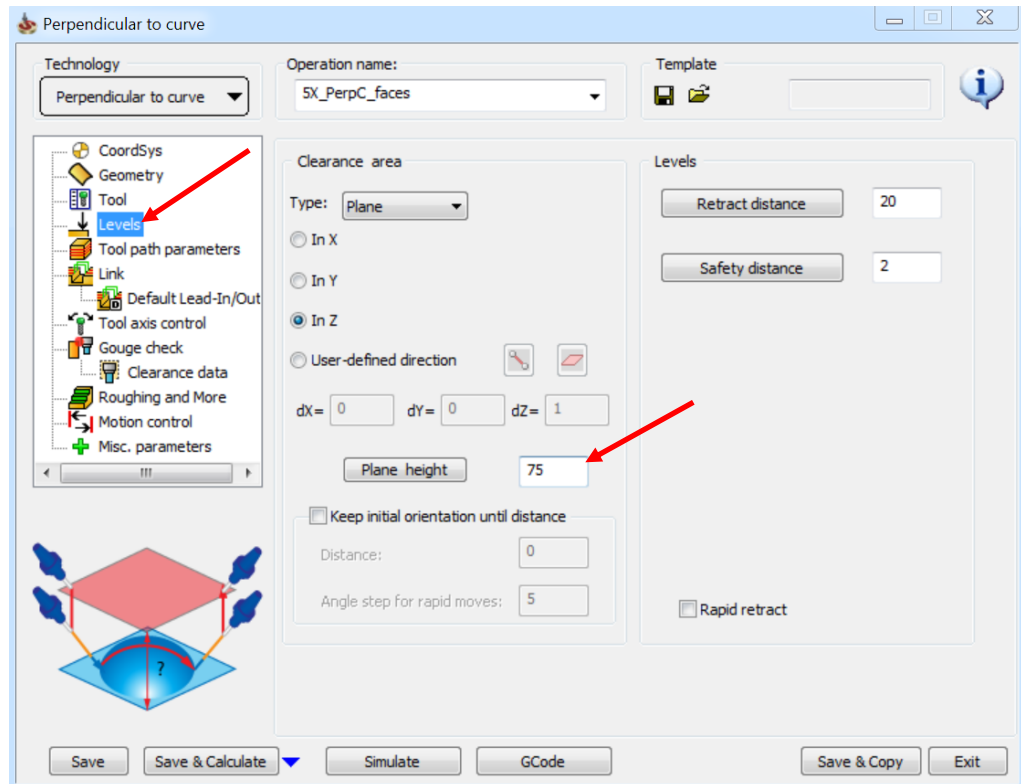 Perpendicular to curve
Technology
Perpendicular to curve
Operation name:
5X_PerpC_faces
Template
CoordSys
Geometry
Tool
Levels
Tool path parameters
Link
Default Lead-In/Out
Tool axis control
Gouge check
Clearance data
Roughing and More
Motion control
Misc. parameters
Clearance area
Type: Plane
In X
In Y
In Z
User-defined direction
dX= 0 dY= 0 dZ= 1
Plane height 75
Keep initial orientation until distance
Distance: 0
Angle step for rapid moves: 5
Levels
Retract distance 20
Safety distance 2
Rapid retract
?
Save Save & Calculate Simulate GCode Save & Copy Exit